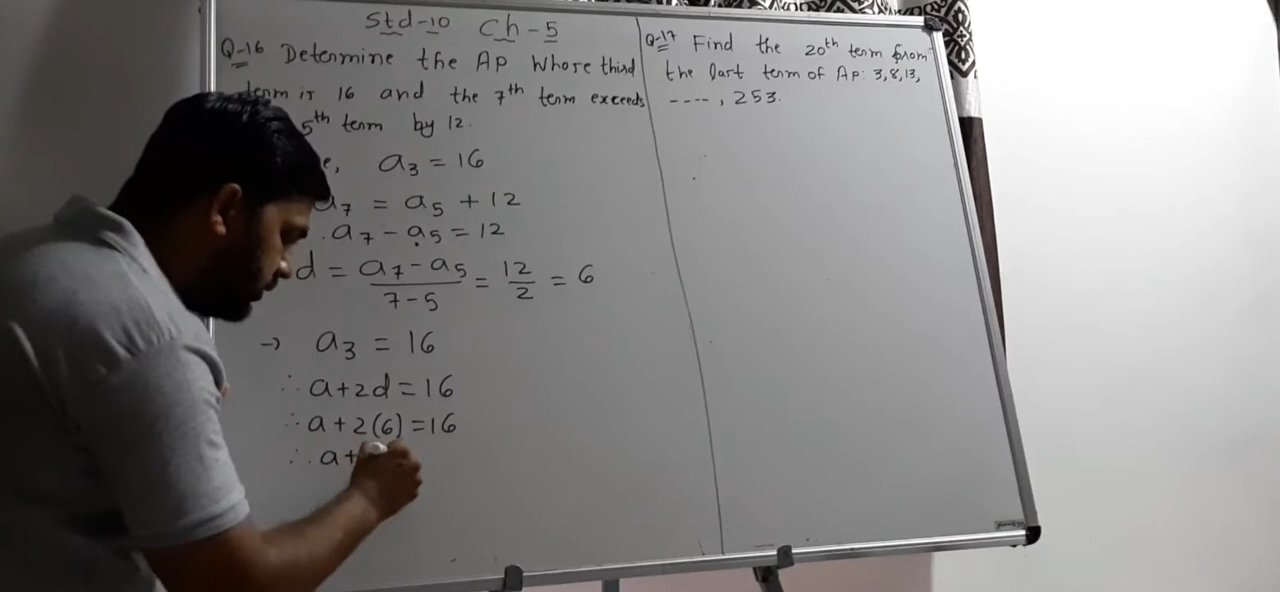 Std-10 Ch-5
Q-16 Determine the AP whose third
term is 16 and the 7th term exceeds
5th term by 12.
a3 = 16
a7 = a5 + 12
a7 - a5 = 12
d = a7 - a5 / 7-5 = 12/2 = 6
→ a3 = 16
∴ a+2d = 16
∴ a+2(6) = 16
∴ a+
Q-17 Find the 20th term from
the last term of AP: 3,8,13,
----, 253.